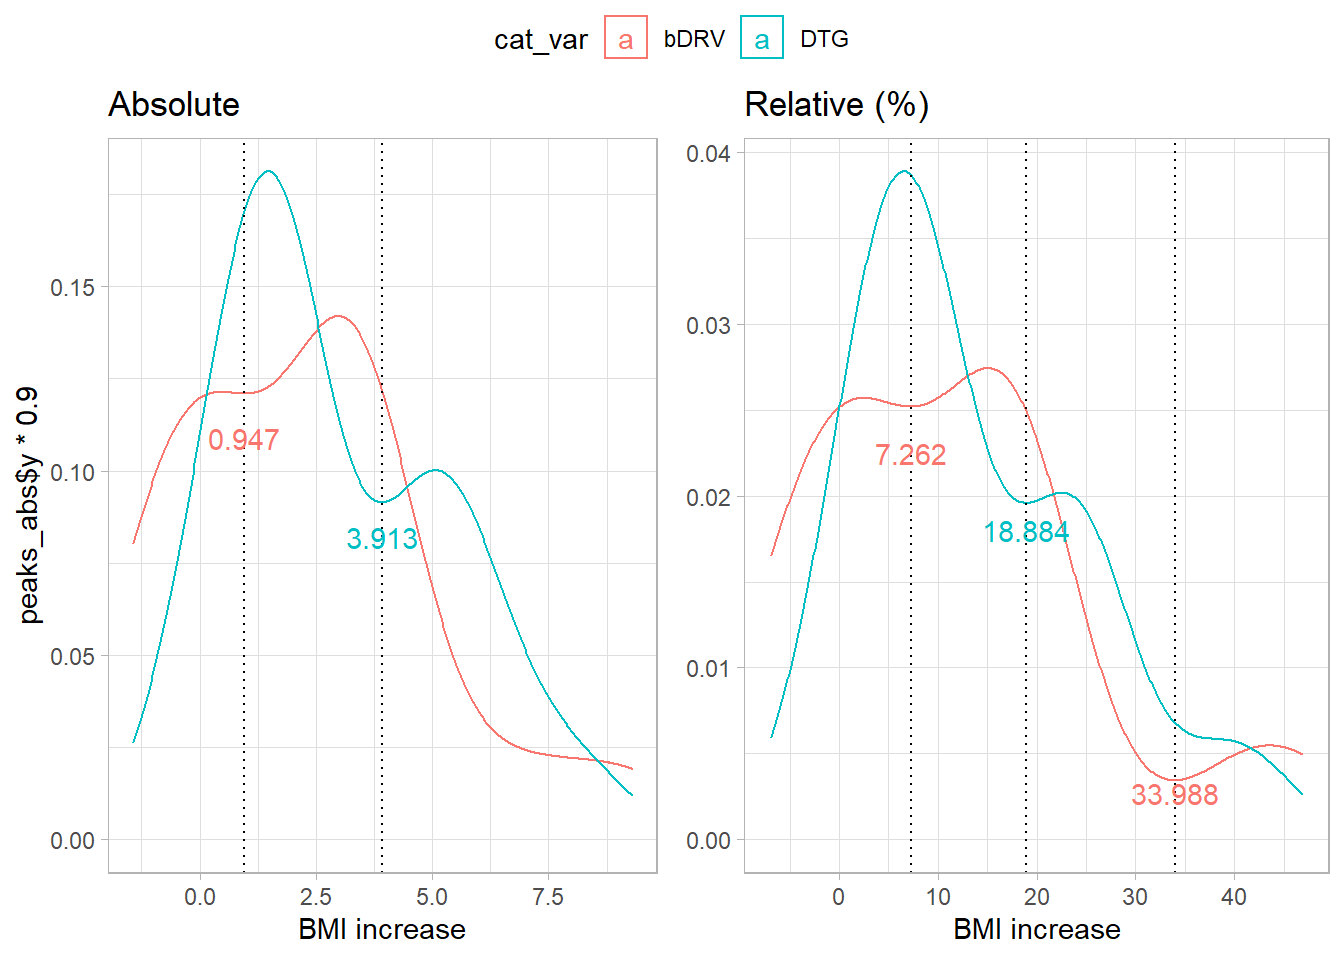 cat_var a bDRV a DTG
Absolute
Relative (%)
peaks_abs$y * 0.9
0.15
0.10
0.05
0.00
0.947
3.913
0.0 2.5 5.0 7.5
BMI increase
0.04
0.03
0.02
0.01
0.00
7.262
18.884
33.988
0 10 20 30 40
BMI increase